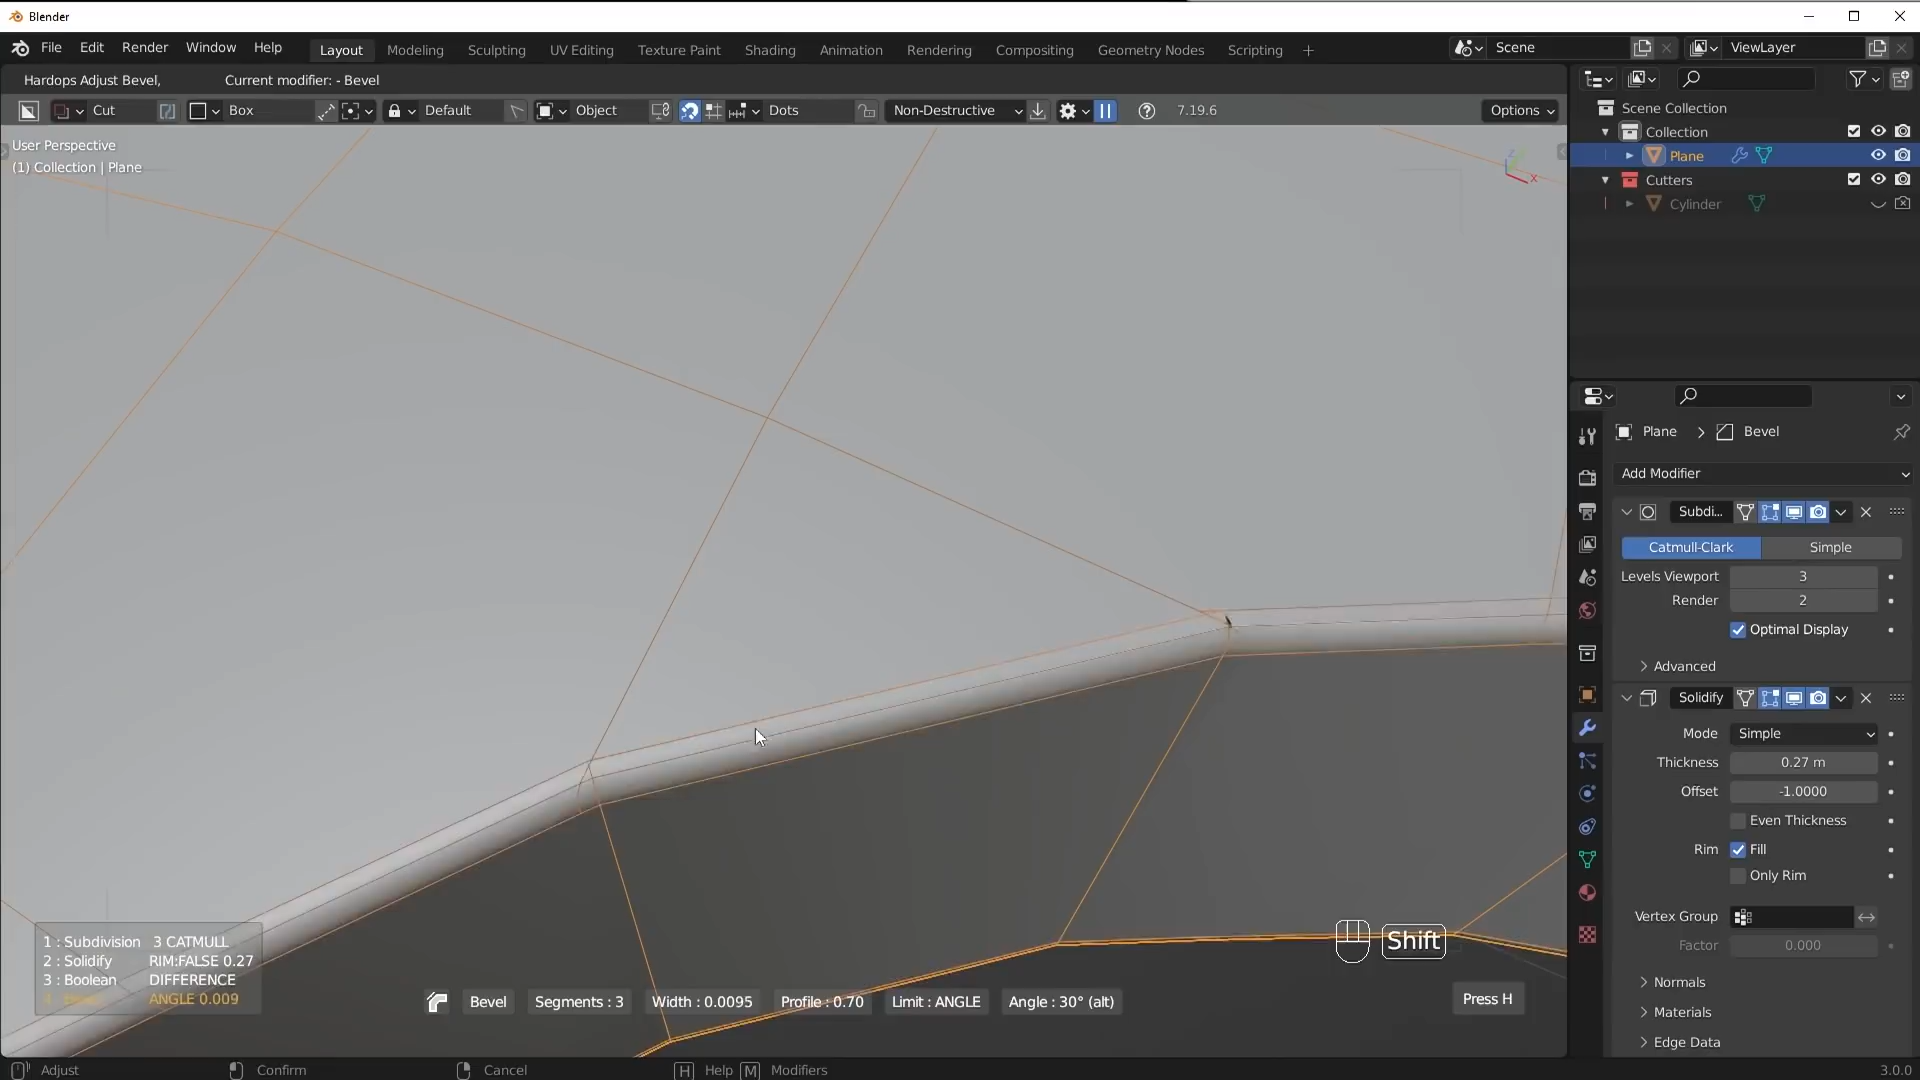 Blender
File Edit Render Window Help
Layout Modeling Sculpting UV Editing Texture Paint Shading Animation Rendering Compositing Geometry Nodes Scripting +
Scene
ViewLayer
Hardops Adjust Bevel, Current modifier: - Bevel
Cut Box Default Object Dots Non-Destructive 7.19.6 Options
User Perspective
(1) Collection | Plane
Z
X
Scene Collection
Collection
Plane
Cutters
Cylinder
Plane > Bevel
Add Modifier
Subdi...
Catmull-Clark Simple
Levels Viewport 3
Render 2
Optimal Display
Advanced
Solidify
Mode Simple
Thickness 0.27 m
Offset -1.0000
Even Thickness
Rim Fill
Only Rim
Vertex Group
Factor 0.000
Normals
Materials
Edge Data
1 : Subdivision 3 CATMULL
2 : Solidify RIM:FALSE 0.27
3 : Boolean DIFFERENCE
ANGLE 0.009
Bevel Segments : 3 Width : 0.0095 Profile : 0.70 Limit : ANGLE Angle : 30° (alt)
Shift
Press H
Adjust Confirm Cancel H Help M Modifiers
3.0.0